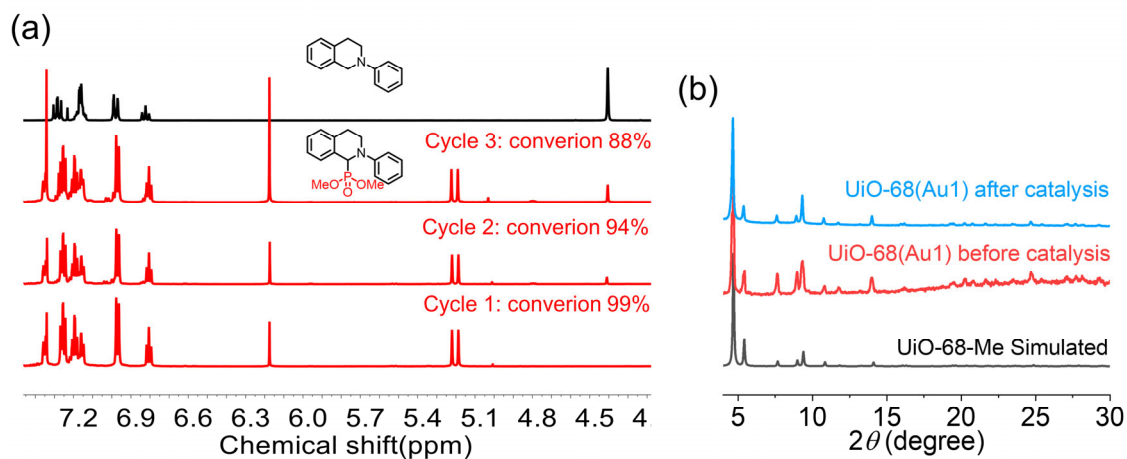 (a)
N
Cycle 3: converion 88%
N
MeO
P
OMe
O
Cycle 2: converion 94%
Cycle 1: converion 99%
7.2 6.9 6.6 6.3 6.0 5.7 5.4 5.1 4.8 4.5
Chemical shift(ppm)
(b)
UiO-68(Au1) after catalysis
UiO-68(Au1) before catalysis
UiO-68-Me Simulated
5 10 15 20 25 30
2θ (degree)